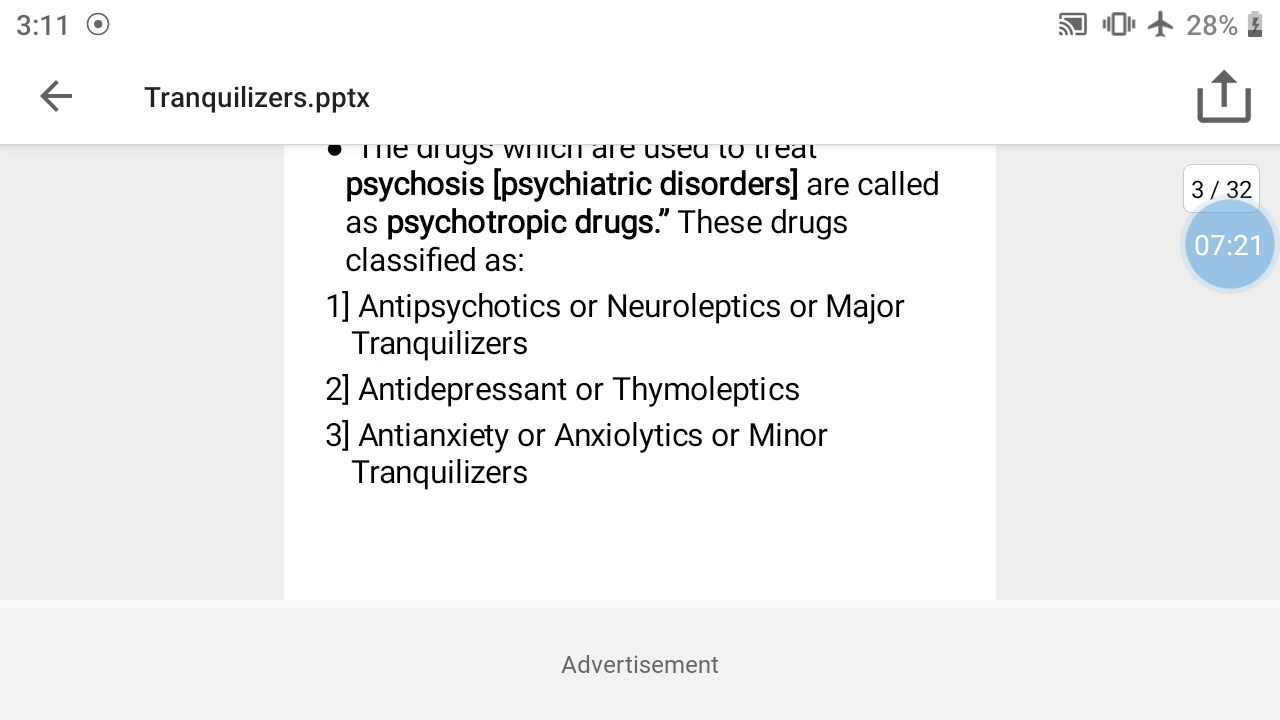 3:11 28%
Tranquilizers.pptx
● The drugs which are used to treat
psychosis [psychiatric disorders] are called
as psychotropic drugs.” These drugs
classified as:
1] Antipsychotics or Neuroleptics or Major
Tranquilizers
2] Antidepressant or Thymoleptics
3] Antianxiety or Anxiolytics or Minor
Tranquilizers
3 / 32
07:21
Advertisement